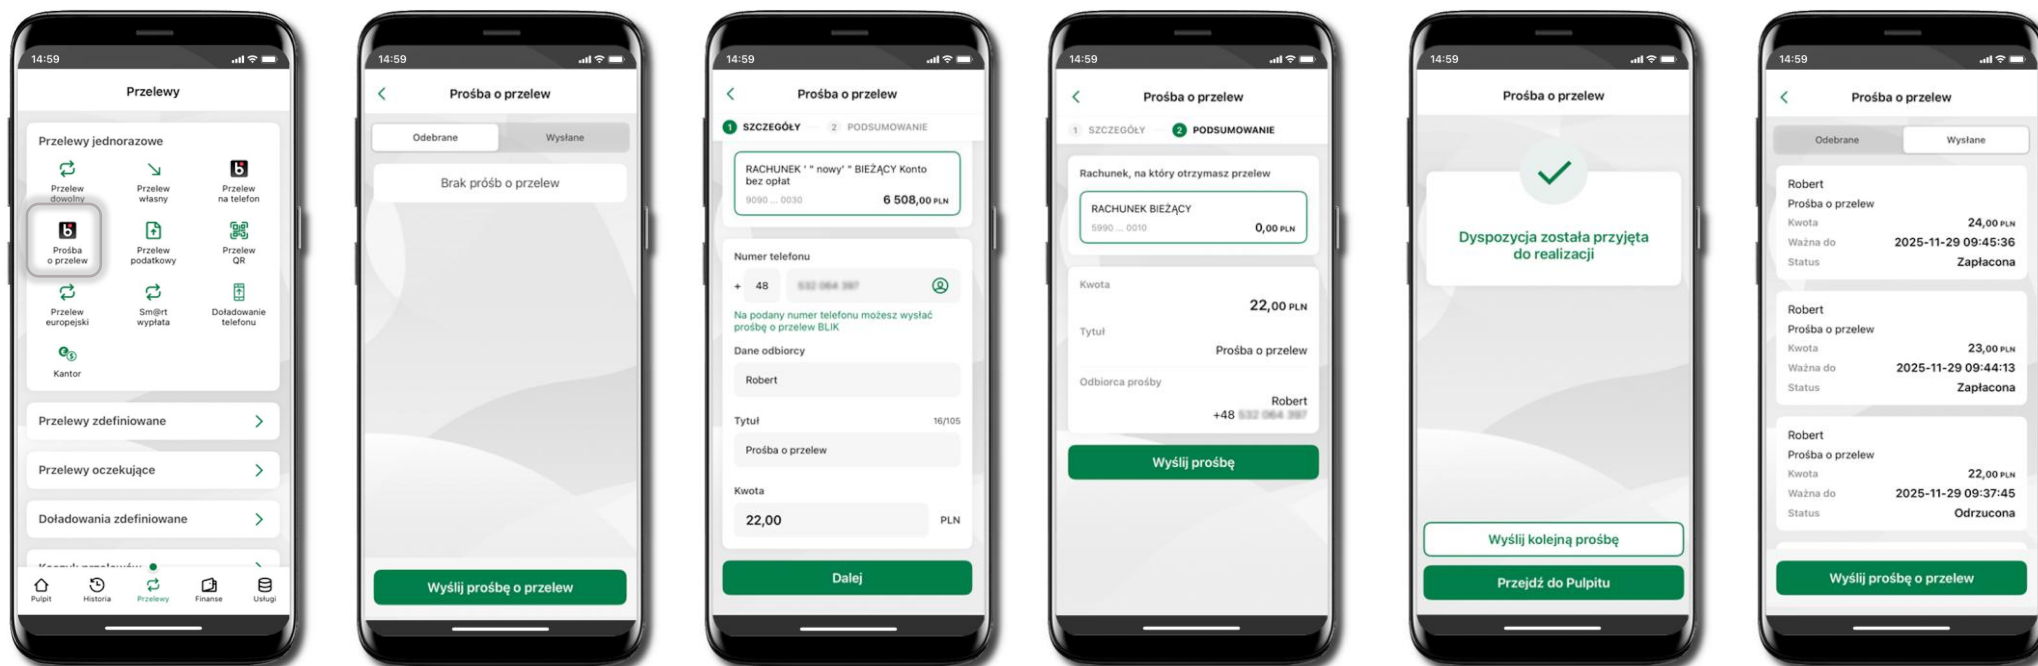 14:59
Przelewy
Przelewy jednorazowe
Przelew
dowolny
Przelew
własny
Przelew
na telefon
Prośba
o przelew
Przelew
podatkowy
Przelew
QR
Przelew
europejski
Sm@rt
wypłata
Doładowanie
telefonu
Kantor
Przelewy zdefiniowane
Przelewy oczekujące
Doładowania zdefiniowane
Pulpit
Historia
Przelewy
Finanse
Usługi
14:59
Prośba o przelew
Odebrane Wysłane
Brak próśb o przelew
Wyślij prośbę o przelew
14:59
Prośba o przelew
1 SZCZEGÓŁY 2 PODSUMOWANIE
RACHUNEK ' " nowy' " BIEŻĄCY Konto
bez opłat
9090 ... 0030 6 508,00 PLN
Numer telefonu
+ 48
Na podany numer telefonu możesz wysłać
prośbę o przelew BLIK
Dane odbiorcy
Robert
Tytuł 16/105
Prośba o przelew
Kwota
22,00 PLN
Dalej
14:59
Prośba o przelew
1 SZCZEGÓŁY 2 PODSUMOWANIE
Rachunek, na który otrzymasz przelew
RACHUNEK BIEŻĄCY
5990 ... 0010 0,00 PLN
Kwota
22,00 PLN
Tytuł
Prośba o przelew
Odbiorca prośby
Robert
+48
Wyślij prośbę
14:59
Prośba o przelew
Dyspozycja została przyjęta
do realizacji
Wyślij kolejną prośbę
Przejdź do Pulpitu
14:59
Prośba o przelew
Odebrane Wysłane
Robert
Prośba o przelew
Kwota 24,00 PLN
Ważna do 2025-11-29 09:45:36
Status Zapłacona
Robert
Prośba o przelew
Kwota 23,00 PLN
Ważna do 2025-11-29 09:44:13
Status Zapłacona
Robert
Prośba o przelew
Kwota 22,00 PLN
Ważna do 2025-11-29 09:37:45
Status Odrzucona
Wyślij prośbę o przelew